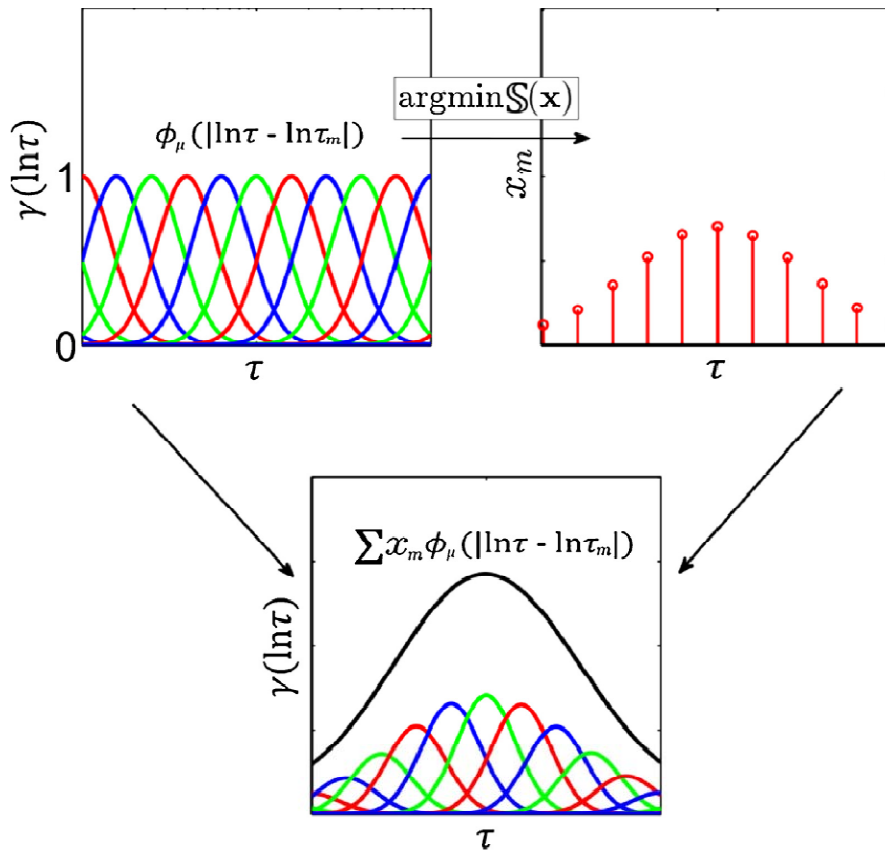 argmin𝕊(x)
ϕμ(|lnτ - lnτm|)
γ(lnτ)
1
0
τ
xm
τ
∑xmϕμ(|lnτ - lnτm|)
γ(lnτ)
τ